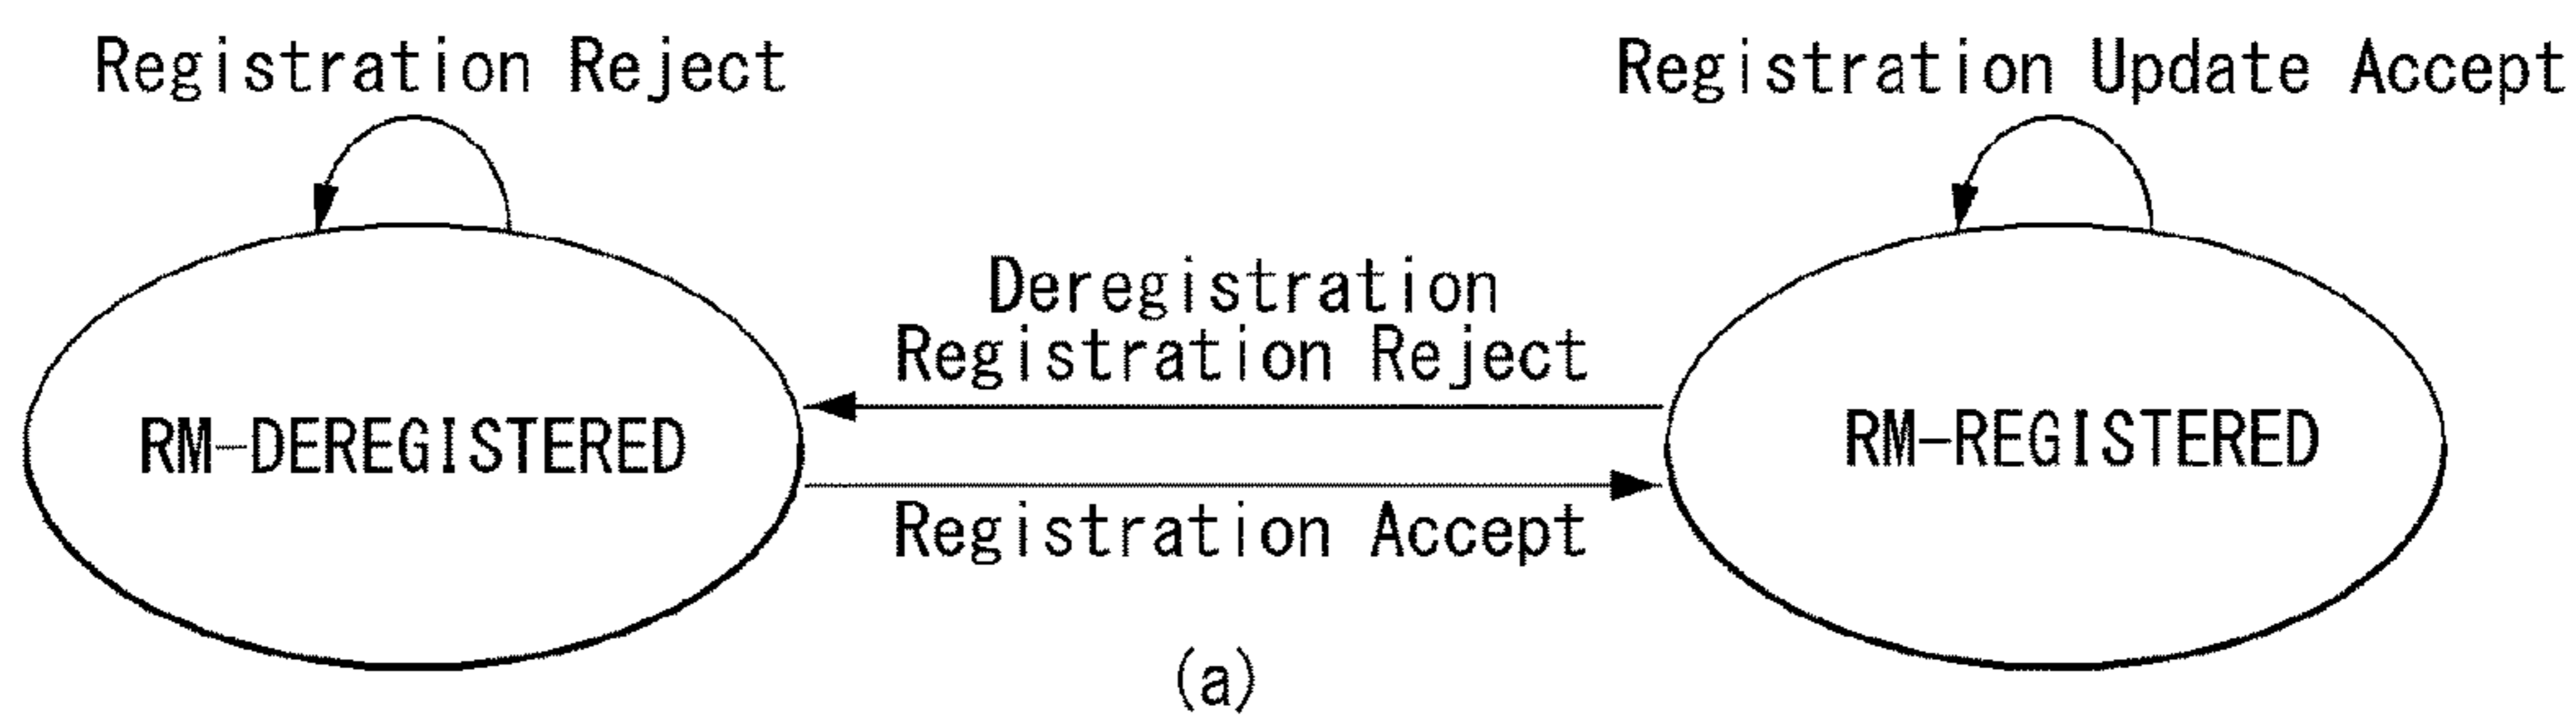 Registration Reject
Registration Update Accept
Deregistration
Registration Reject
RM-DEREGISTERED
RM-REGISTERED
Registration Accept
(a)